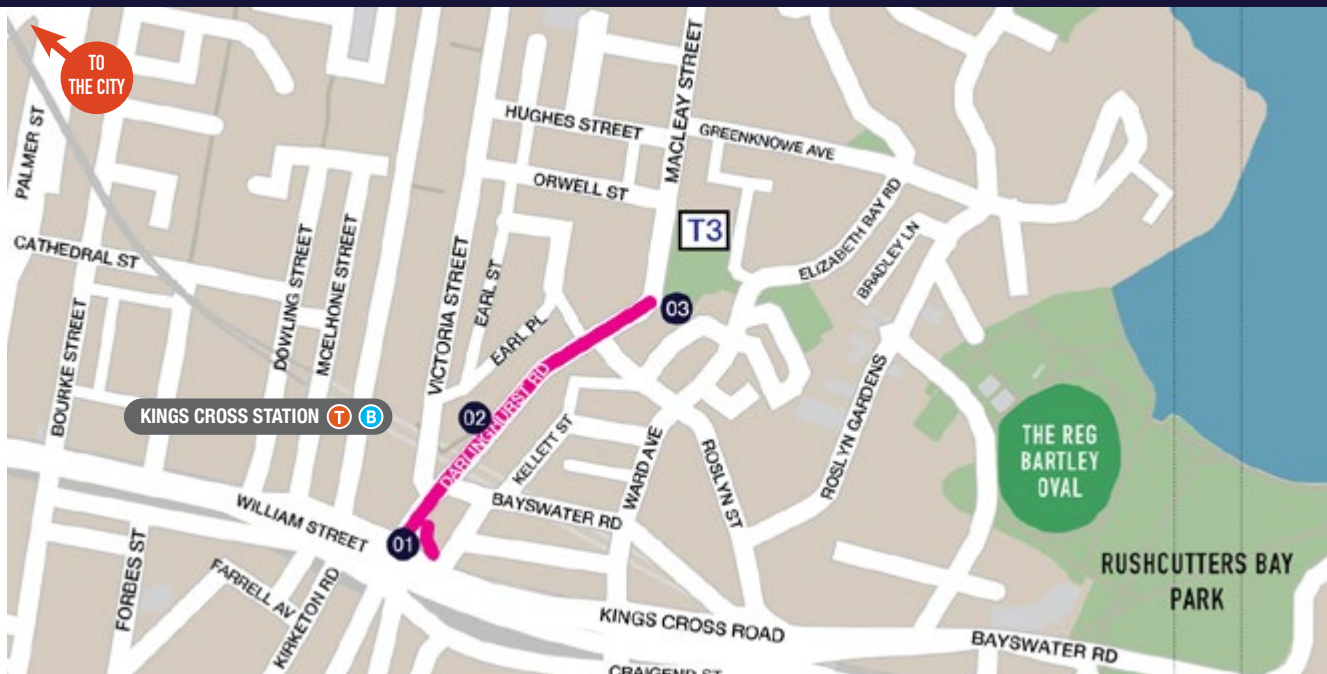 TO
THE CITY
PALMER ST
CATHEDRAL ST
BOURKE STREET
DOWLING STREET
MCELHONE STREET
VICTORIA STREET
EARL ST
EARL PL
HUGHES STREET
ORWELL ST
MACLEAY STREET
GREENKNOWE AVE
T3
ELIZABETH BAY RD
BRADLEY LN
03
02
01
DARLINGHURST RD
KINGS CROSS STATION T B
KELLETT ST
BAYSWATER RD
WARD AVE
ROSLYN ST
ROSLYN GARDENS
THE REG
BARTLEY
OVAL
RUSHCUTTERS BAY
PARK
WILLIAM STREET
FORBES ST
FARRELL AV
KIRKETON RD
KINGS CROSS ROAD
BAYSWATER RD
CRAIGEND ST